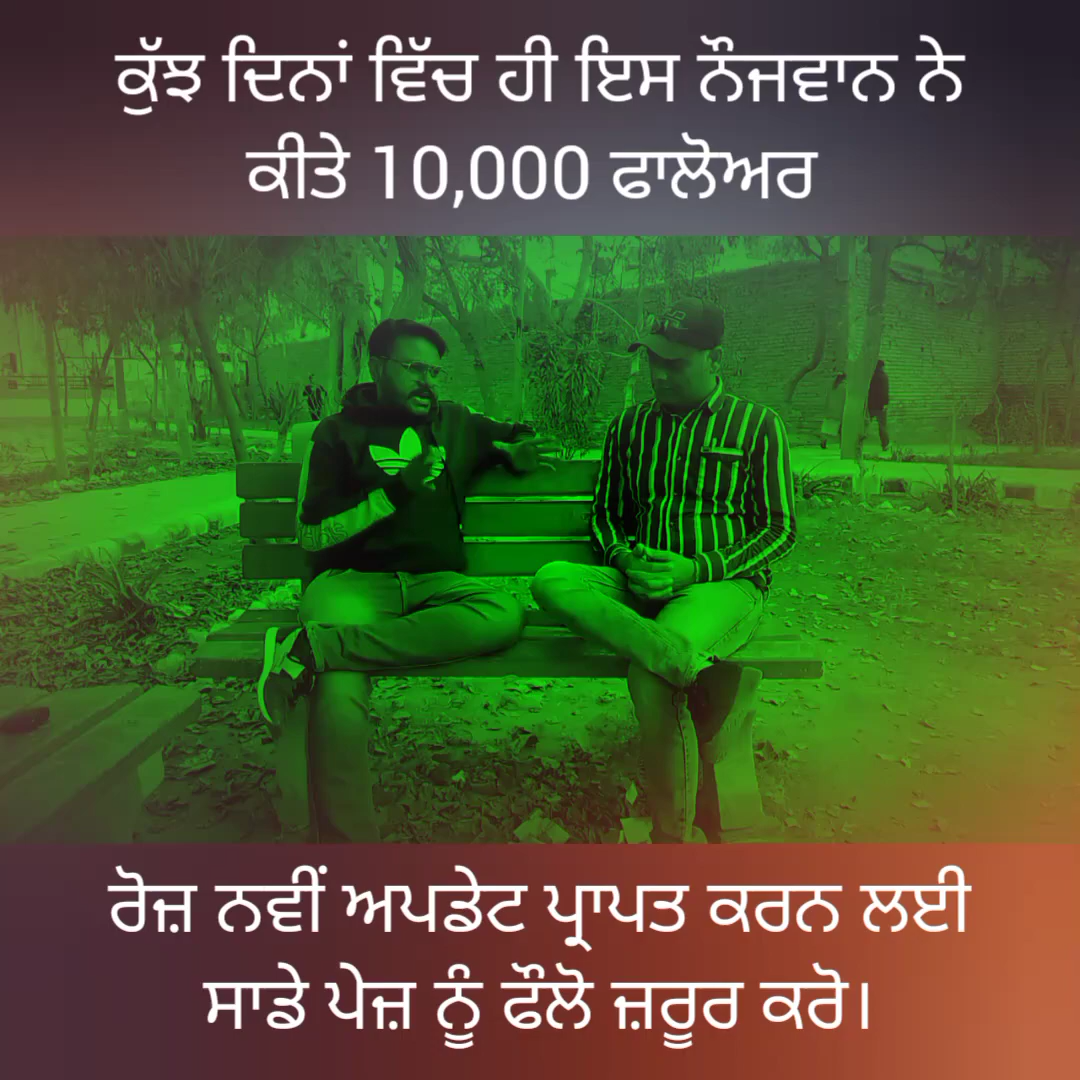 ਕੁੱਝ ਦਿਨਾਂ ਵਿੱਚ ਹੀ ਇਸ ਨੌਜਵਾਨ ਨੇ
ਕੀਤੇ 10,000 ਫਾਲੋਅਰ
ਰੋਜ਼ ਨਵੀਂ ਅਪਡੇਟ ਪ੍ਰਾਪਤ ਕਰਨ ਲਈ
ਸਾਡੇ ਪੇਜ਼ ਨੂੰ ਫੌਲੋ ਜ਼ਰੂਰ ਕਰੋ।